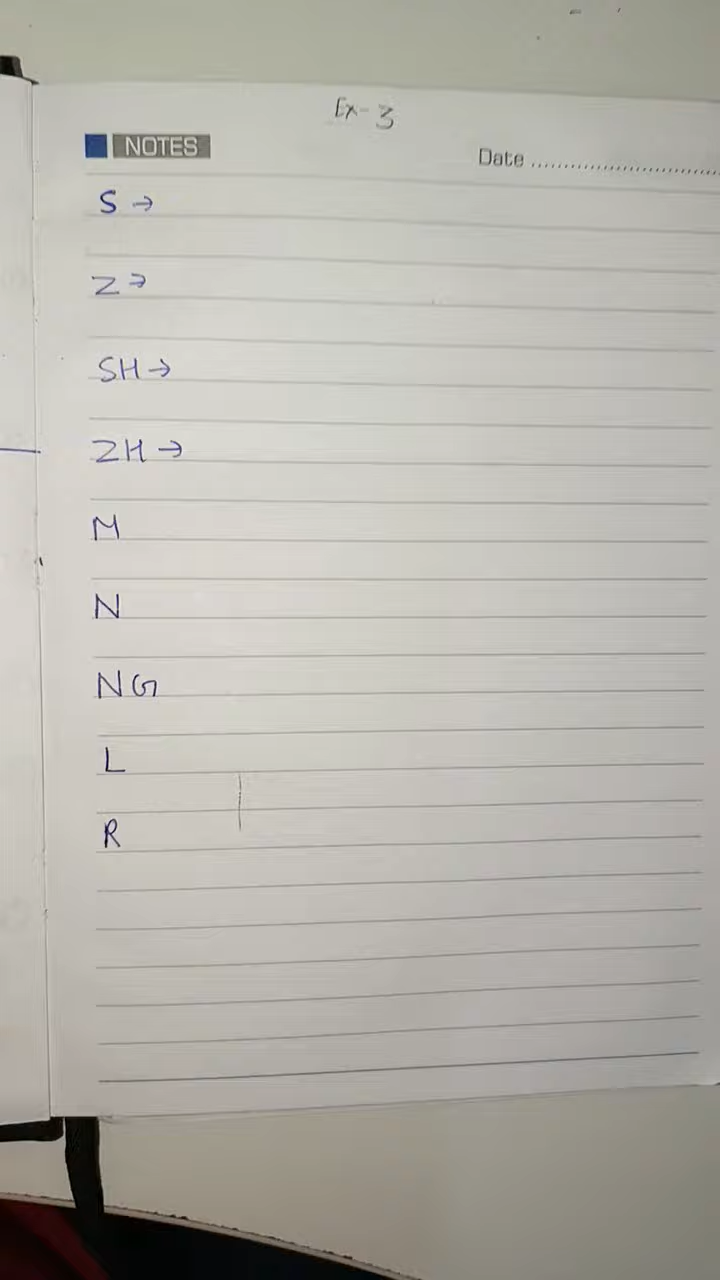 Ex-3
NOTES
Date ............................
S →
Z →
SH →
ZH →
M
N
NG
L
R